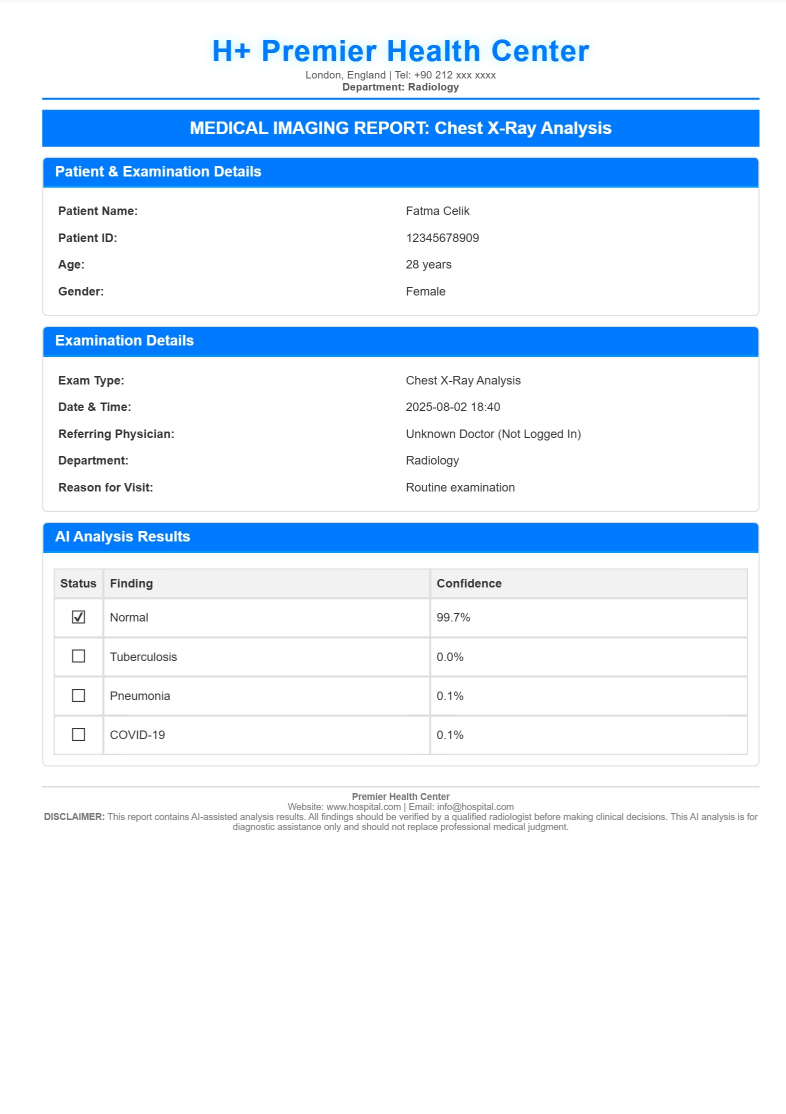 H+ Premier Health Center
London, England | Tel: +90 212 xxx xxxx
Department: Radiology
MEDICAL IMAGING REPORT: Chest X-Ray Analysis
Patient & Examination Details
Patient Name: Fatma Celik
Patient ID: 12345678909
Age: 28 years
Gender: Female
Examination Details
Exam Type: Chest X-Ray Analysis
Date & Time: 2025-08-02 18:40
Referring Physician: Unknown Doctor (Not Logged In)
Department: Radiology
Reason for Visit: Routine examination
AI Analysis Results
Status Finding Confidence
☑ Normal 99.7%
☐ Tuberculosis 0.0%
☐ Pneumonia 0.1%
☐ COVID-19 0.1%
Premier Health Center
Website: www.hospital.com | Email: info@hospital.com
DISCLAIMER: This report contains AI-assisted analysis results. All findings should be verified by a qualified radiologist before making clinical decisions. This AI analysis is for
diagnostic assistance only and should not replace professional medical judgment.